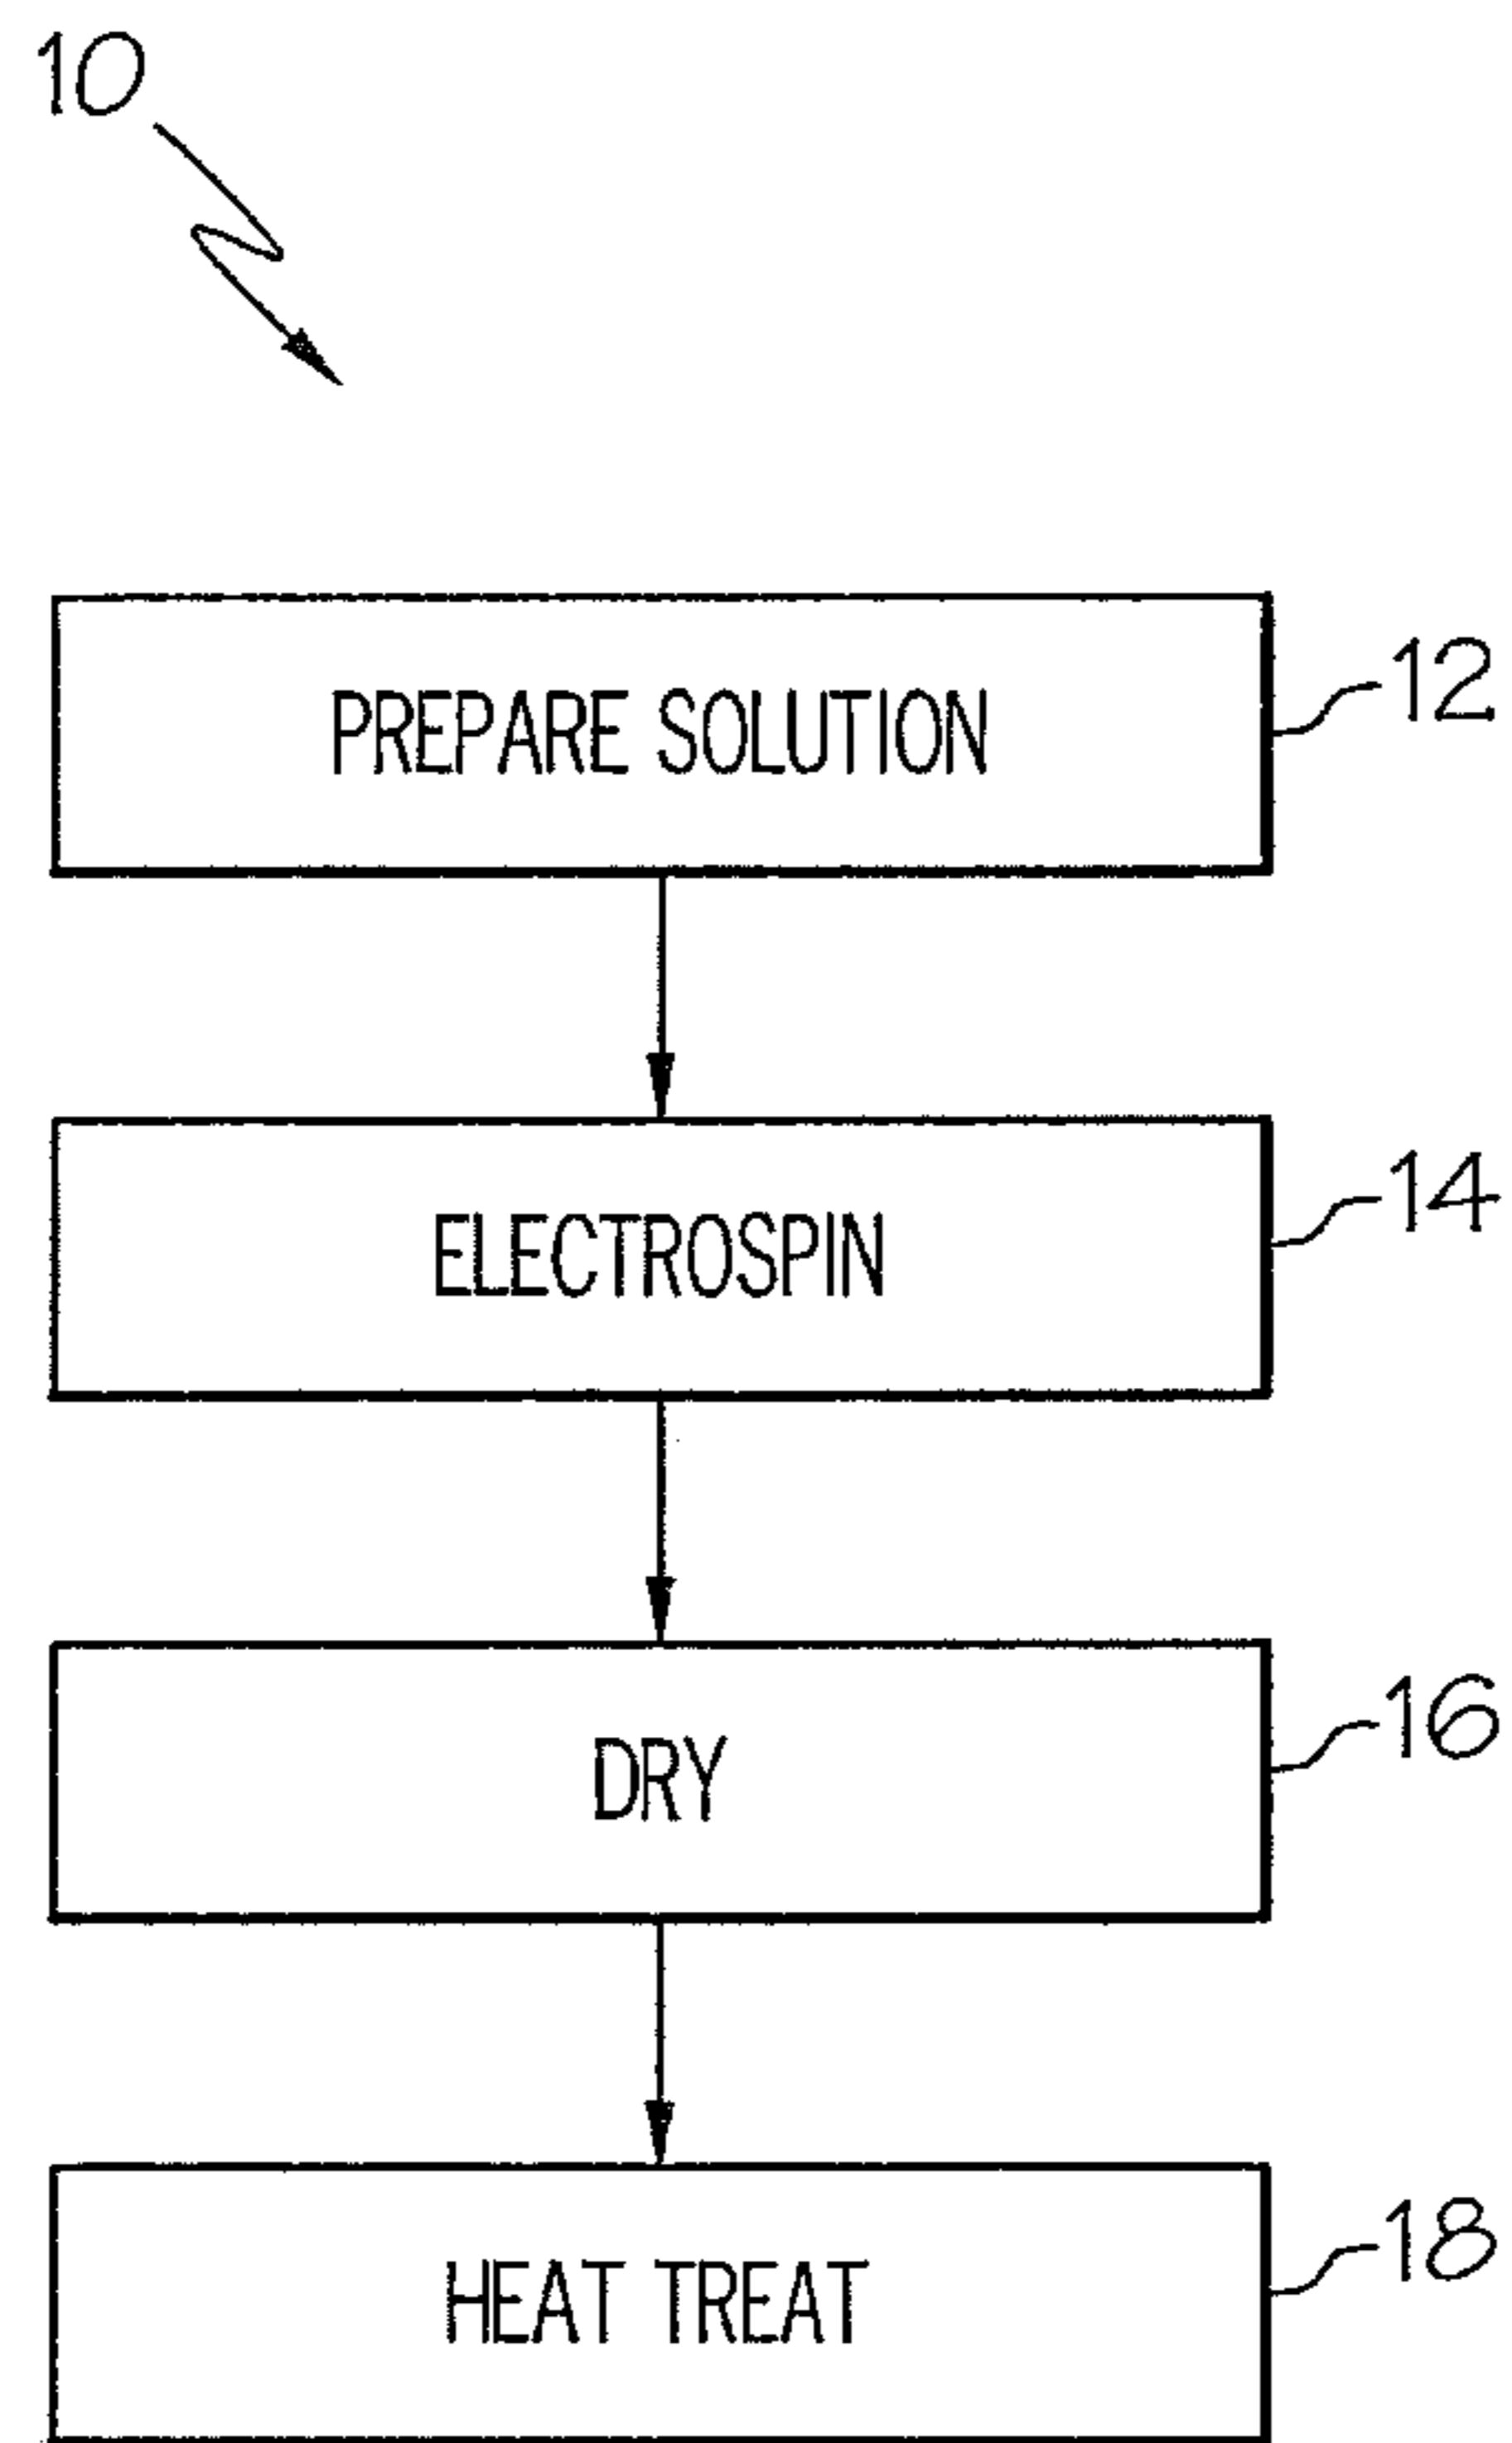 10
PREPARE SOLUTION
12
ELECTROSPIN
14
DRY
16
HEAT TREAT
18